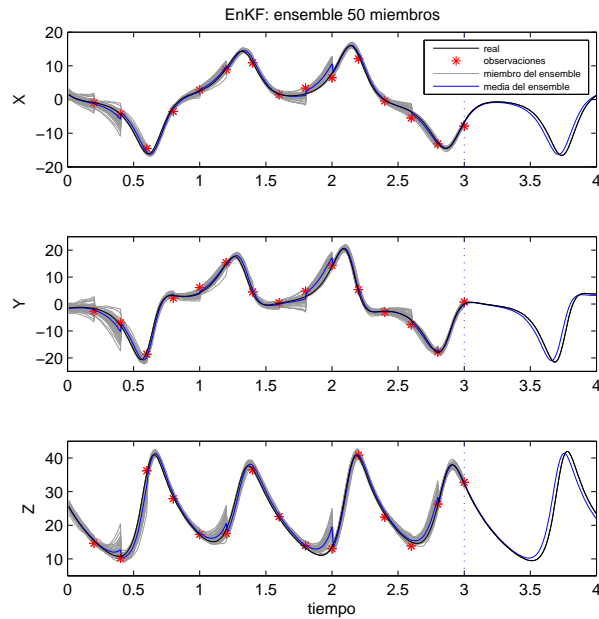 EnKF: ensemble 50 miembros
20
10
0
−10
−20
X
real
observaciones
miembro del ensemble
media del ensemble
0 0.5 1 1.5 2 2.5 3 3.5 4
20
10
0
−10
−20
Y
0 0.5 1 1.5 2 2.5 3 3.5 4
40
30
20
10
Z
0 0.5 1 1.5 2 2.5 3 3.5 4
tiempo